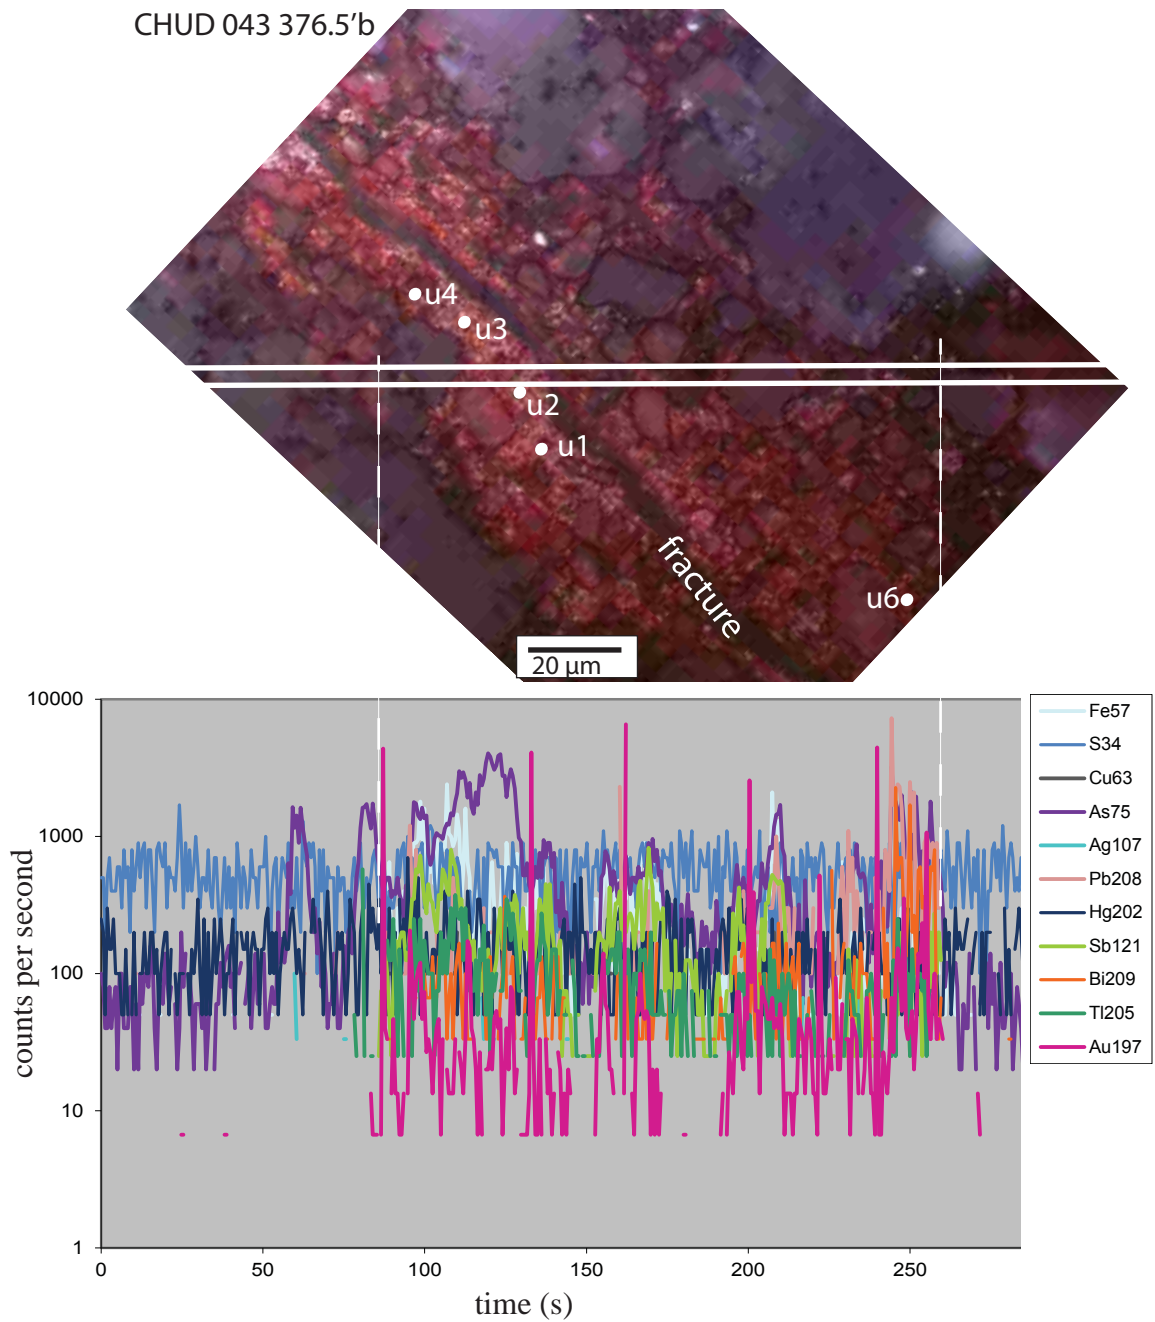 CHUD 043 376.5'b
u4
u3
u2
u1
fracture
u6
20 µm
10000
1000
100
10
1
counts per second
0 50 100 150 200 250
time (s)
Fe57
S34
Cu63
As75
Ag107
Pb208
Hg202
Sb121
Bi209
Tl205
Au197